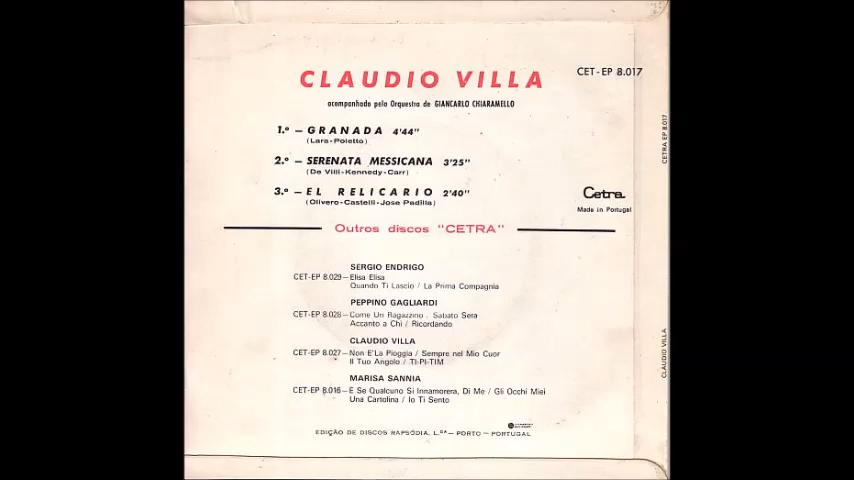 CLAUDIO VILLA
CET-EP 8.017
acompanhado pela Orquestra de GIANCARLO CHIARAMELLO
1.º — GRANADA 4'44"
(Lara-Poletto)
2.º — SERENATA MESSICANA 3'25"
(De Villi-Kennedy-Carr)
3.º — EL RELICARIO 2'40"
(Olivero-Castelli-Jose Padilla)
Cetra
Made in Portugal
Outros discos "CETRA"
SERGIO ENDRIGO
CET-EP 8.029—Elisa Elisa
Quando Ti Lascio / La Prima Compagnia
PEPPINO GAGLIARDI
CET-EP 8.028—Come Un Ragazzino . Sabato Sera
Accanto a Chi / Ricordando
CLAUDIO VILLA
CET-EP 8.027—Non E'La Pioggia / Sempre nel Mio Cuor
Il Tuo Angolo / TI-PI-TIM
MARISA SANNIA
CET-EP 8.016—E Se Qualcuno Si Innamorera, Di Me / Gli Occhi Miei
Una Cartolina / Io Ti Sento
EDIÇÃO DE DISCOS RAPSÓDIA, L.ᴰᴬ — PORTO — PORTUGAL
CETRA EP 8.017
CLAUDIO VILLA